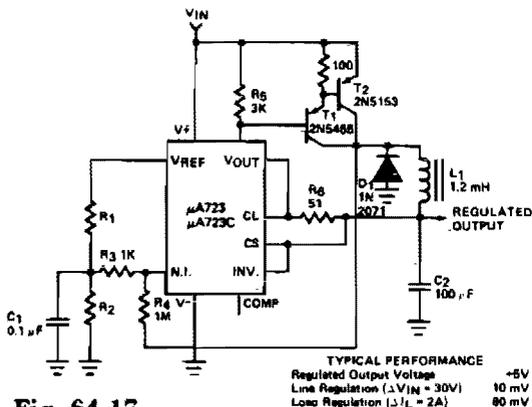 VIN
100
T2
2N5153
R5
3K
T1
V+
VREF
VOUT
R1
µA723
µA723C
CL
R6
51
D1
1N
2071
L1
1.2 mH
REGULATED
OUTPUT
CS
R3 1K
N.I.
INV.
C1
0.1 µF
R2
R4
1M
V-
COMP
C2
100 µF
TYPICAL PERFORMANCE
Regulated Output Voltage +5V
Line Regulation (ΔVIN = 30V) 10 mV
Load Regulation (ΔIL = 2A) 80 mV
Fig. 64-17